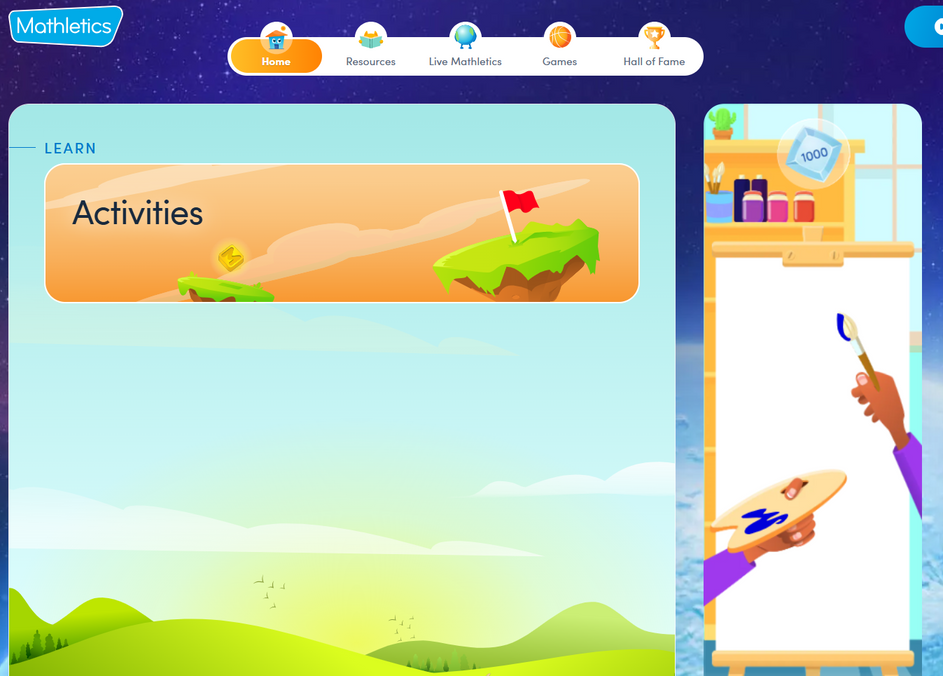 Mathletics
Home
Resources
Live Mathletics
Games
Hall of Fame
LEARN
Activities
1000